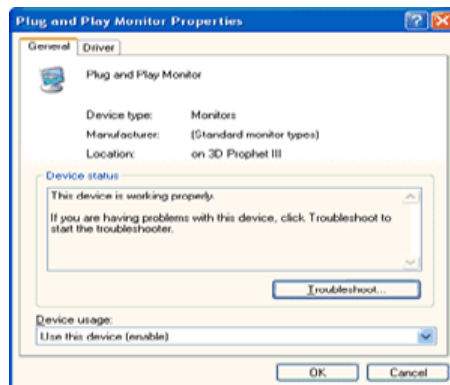 Plug and Play Monitor Properties
General Driver
Plug and Play Monitor
Device type: Monitors
Manufacturer: (Standard monitor types)
Location: on 3D Prophet III
Device status
This device is working properly.
If you are having problems with this device, click Troubleshoot to
start the troubleshooter.
Troubleshoot...
Device usage:
Use this device (enable)
OK Cancel